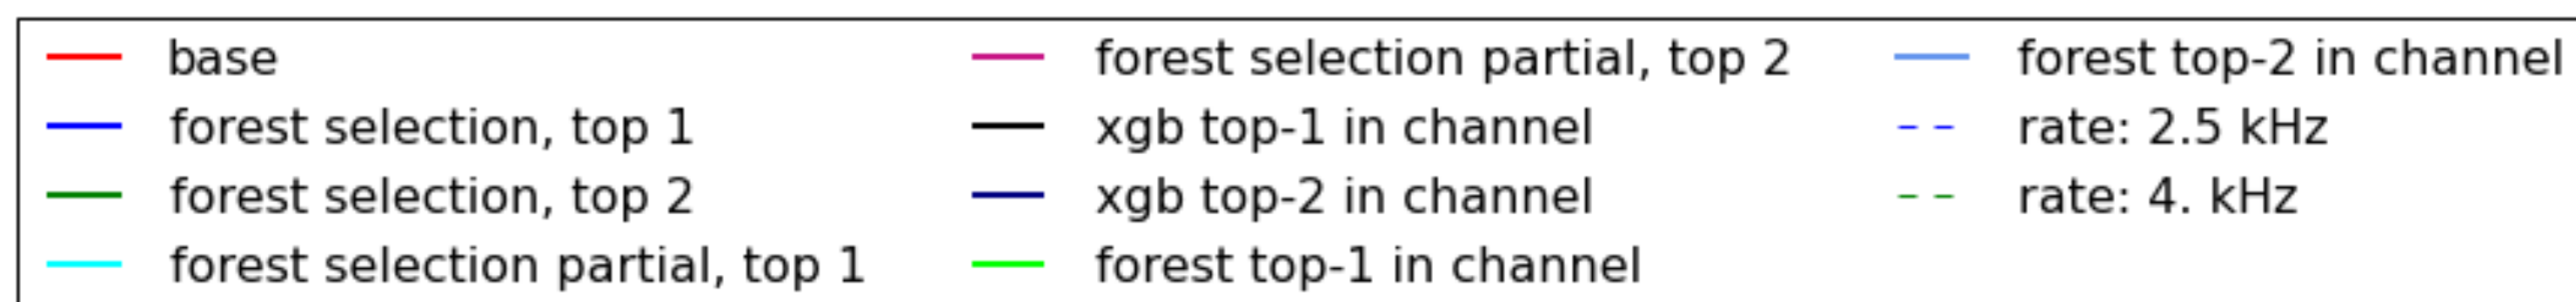 base
forest selection, top 1
forest selection, top 2
forest selection partial, top 1
forest selection partial, top 2
xgb top-1 in channel
xgb top-2 in channel
forest top-1 in channel
forest top-2 in channel
rate: 2.5 kHz
rate: 4. kHz